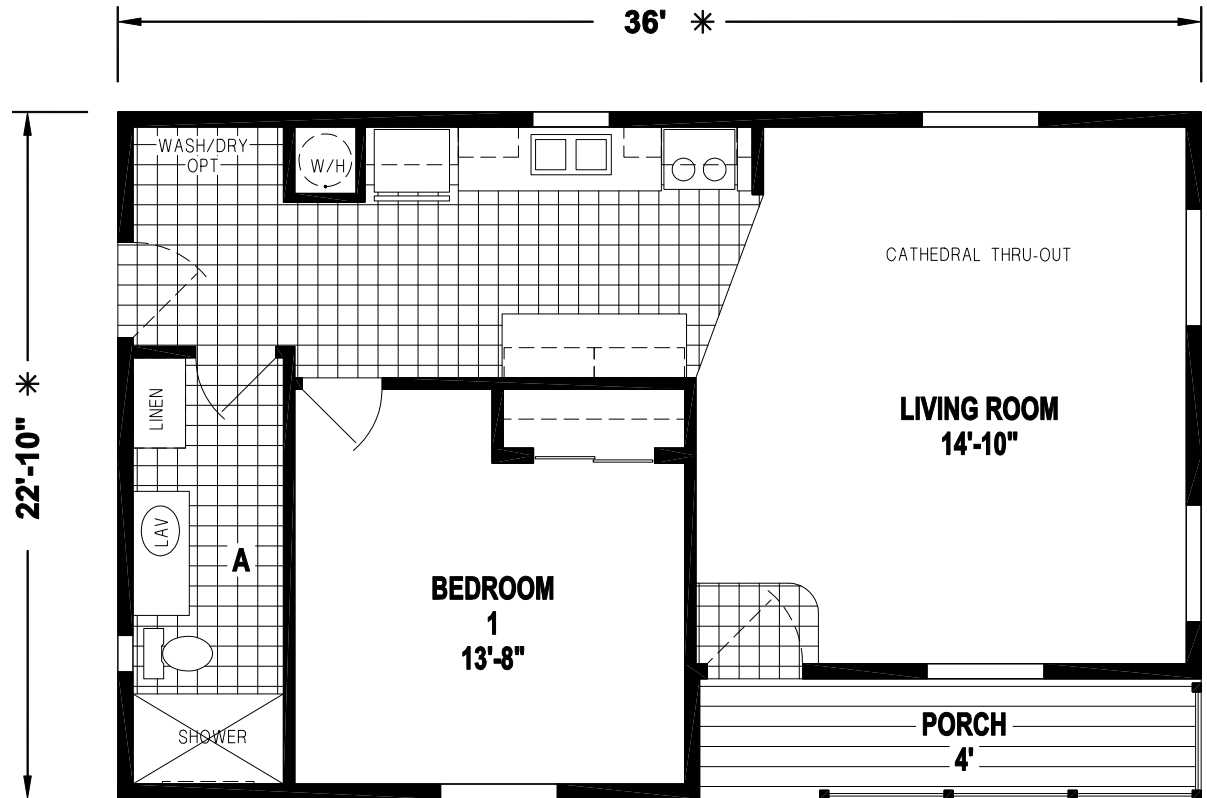 36' ✳
WASH/DRY
OPT
W/H
CATHEDRAL THRU-OUT
22'-10" ✳
LINEN
LIVING ROOM
14'-10"
LAV
A
BEDROOM
1
13'-8"
SHOWER
PORCH
4'